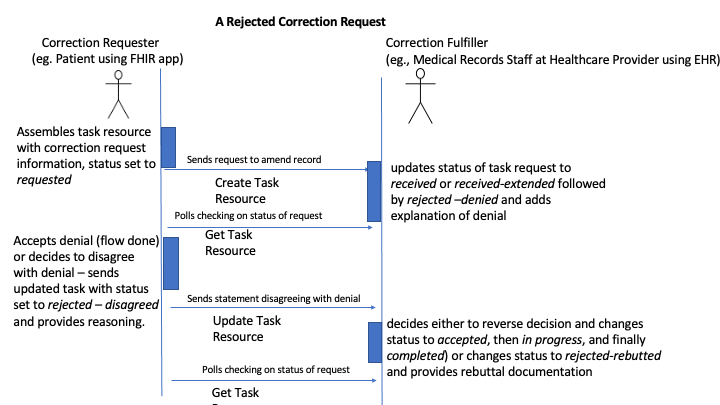 A Rejected Correction Request
Correction Requester
(eg. Patient using FHIR app)
Correction Fulfiller
(eg., Medical Records Staff at Healthcare Provider using EHR)
Assembles task resource
with correction request
information, status set to
requested
Sends request to amend record
Create Task
Resource
updates status of task request to
received or received-extended followed
by rejected –denied and adds
explanation of denial
Polls checking on status of request
Get Task
Resource
Accepts denial (flow done)
or decides to disagree
with denial – sends
updated task with status
set to rejected – disagreed
and provides reasoning.
Sends statement disagreeing with denial
Update Task
Resource
decides either to reverse decision and changes
status to accepted, then in progress, and finally
completed) or changes status to rejected-rebutted
and provides rebuttal documentation
Polls checking on status of request
Get Task